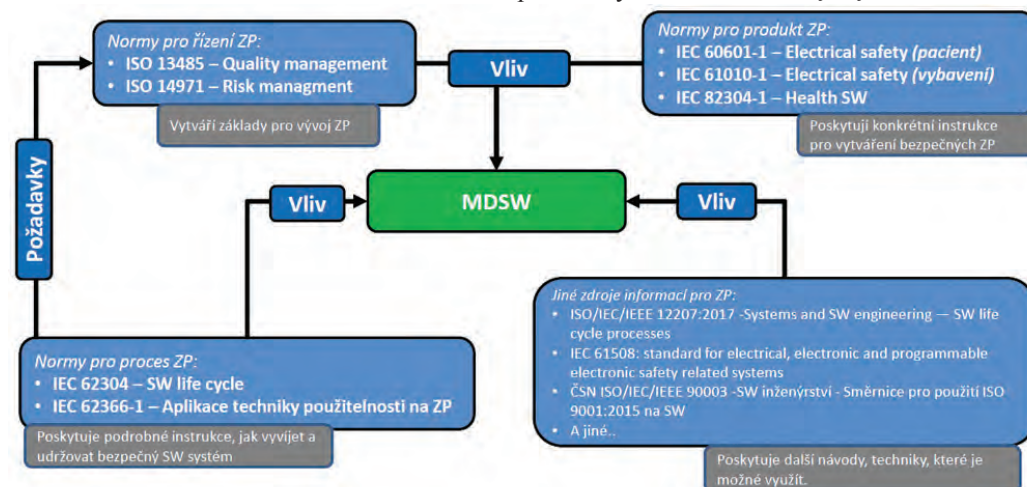 Normy pro řízení ZP:
• ISO 13485 – Quality management
• ISO 14971 – Risk managment
Vytváří základy pro vývoj ZP
Vliv
Normy pro produkt ZP:
• IEC 60601-1 – Electrical safety (pacient)
• IEC 61010-1 – Electrical safety (vybavení)
• IEC 82304-1 – Health SW
Poskytují konkrétní instrukce
pro vytváření bezpečných ZP
Požadavky
Vliv
MDSW
Vliv
Normy pro proces ZP:
• IEC 62304 – SW life cycle
• IEC 62366-1 – Aplikace techniky použitelnosti na ZP
Poskytuje podrobné instrukce, jak vyvíjet a
udržovat bezpečný SW systém
Jiné zdroje informací pro ZP:
• ISO/IEC/IEEE 12207:2017 -Systems and SW engineering — SW life
cycle processes
• IEC 61508: standard for electrical, electronic and programmable
electronic safety related systems
• ČSN ISO/IEC/IEEE 90003 -SW inženýrství - Směrnice pro použití ISO
9001:2015 na SW
• A jiné..
Poskytuje další návody, techniky, které je
možné využít.